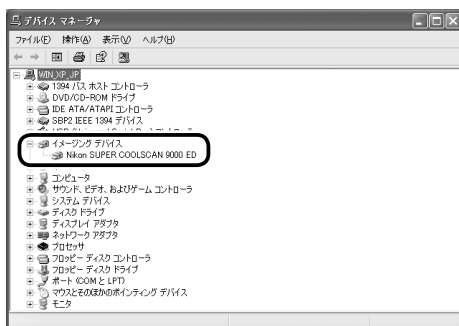 デバイス マネージャ
ファイル(F) 操作(A) 表示(V) ヘルプ(H)
WIN_XP_JP
1394 バス ホスト コントローラ
DVD/CD-ROM ドライブ
IDE ATA/ATAPI コントローラ
SBP2 IEEE 1394 デバイス
イメージング デバイス
Nikon SUPER COOLSCAN 9000 ED
コンピュータ
サウンド、ビデオ、およびゲーム コントローラ
システム デバイス
ディスク ドライブ
ディスプレイ アダプタ
ネットワーク アダプタ
プロセッサ
フロッピー ディスク コントローラ
フロッピー ディスク ドライブ
ポート (COM と LPT)
マウスとそのほかのポインティング デバイス
モニタ